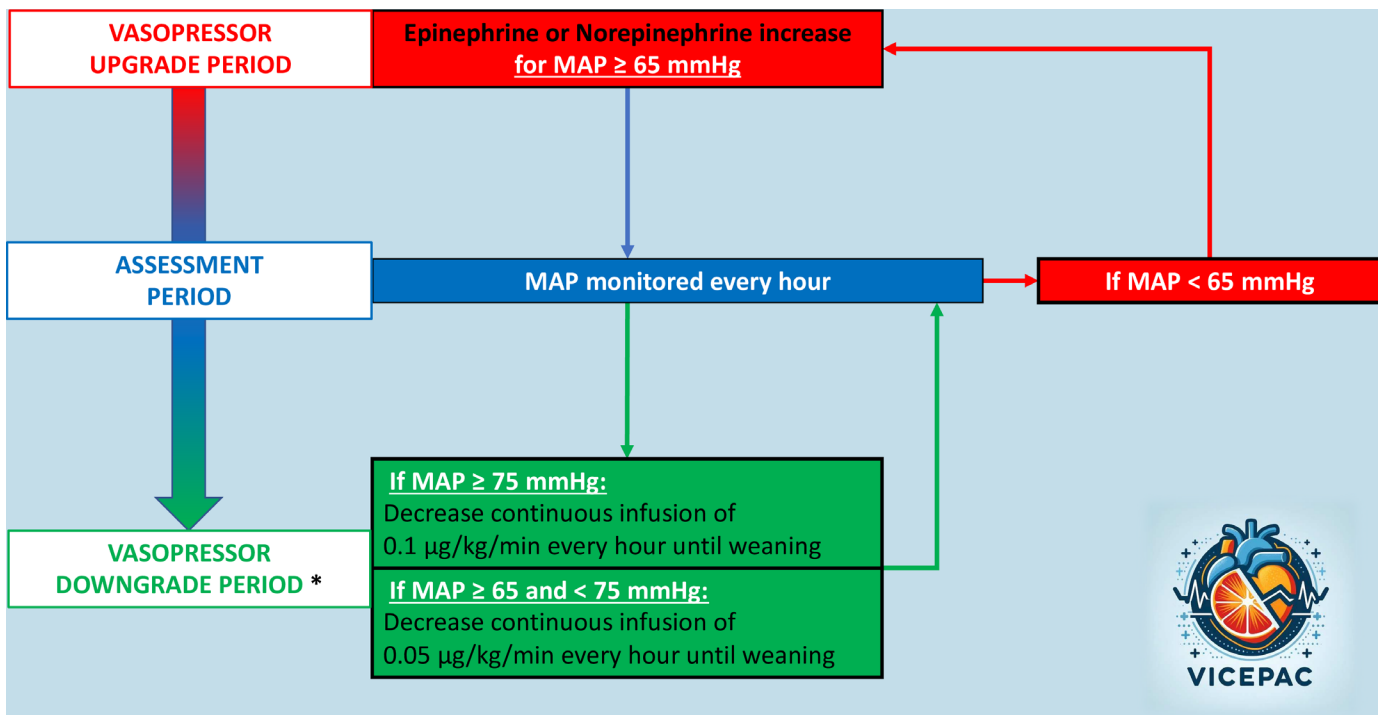 VASOPRESSOR
UPGRADE PERIOD
Epinephrine or Norepinephrine increase
for MAP ≥ 65 mmHg
ASSESSMENT
PERIOD
MAP monitored every hour
If MAP < 65 mmHg
VASOPRESSOR
DOWNGRADE PERIOD *
If MAP ≥ 75 mmHg:
Decrease continuous infusion of
0.1 µg/kg/min every hour until weaning
If MAP ≥ 65 and < 75 mmHg:
Decrease continuous infusion of
0.05 µg/kg/min every hour until weaning
VICEPAC